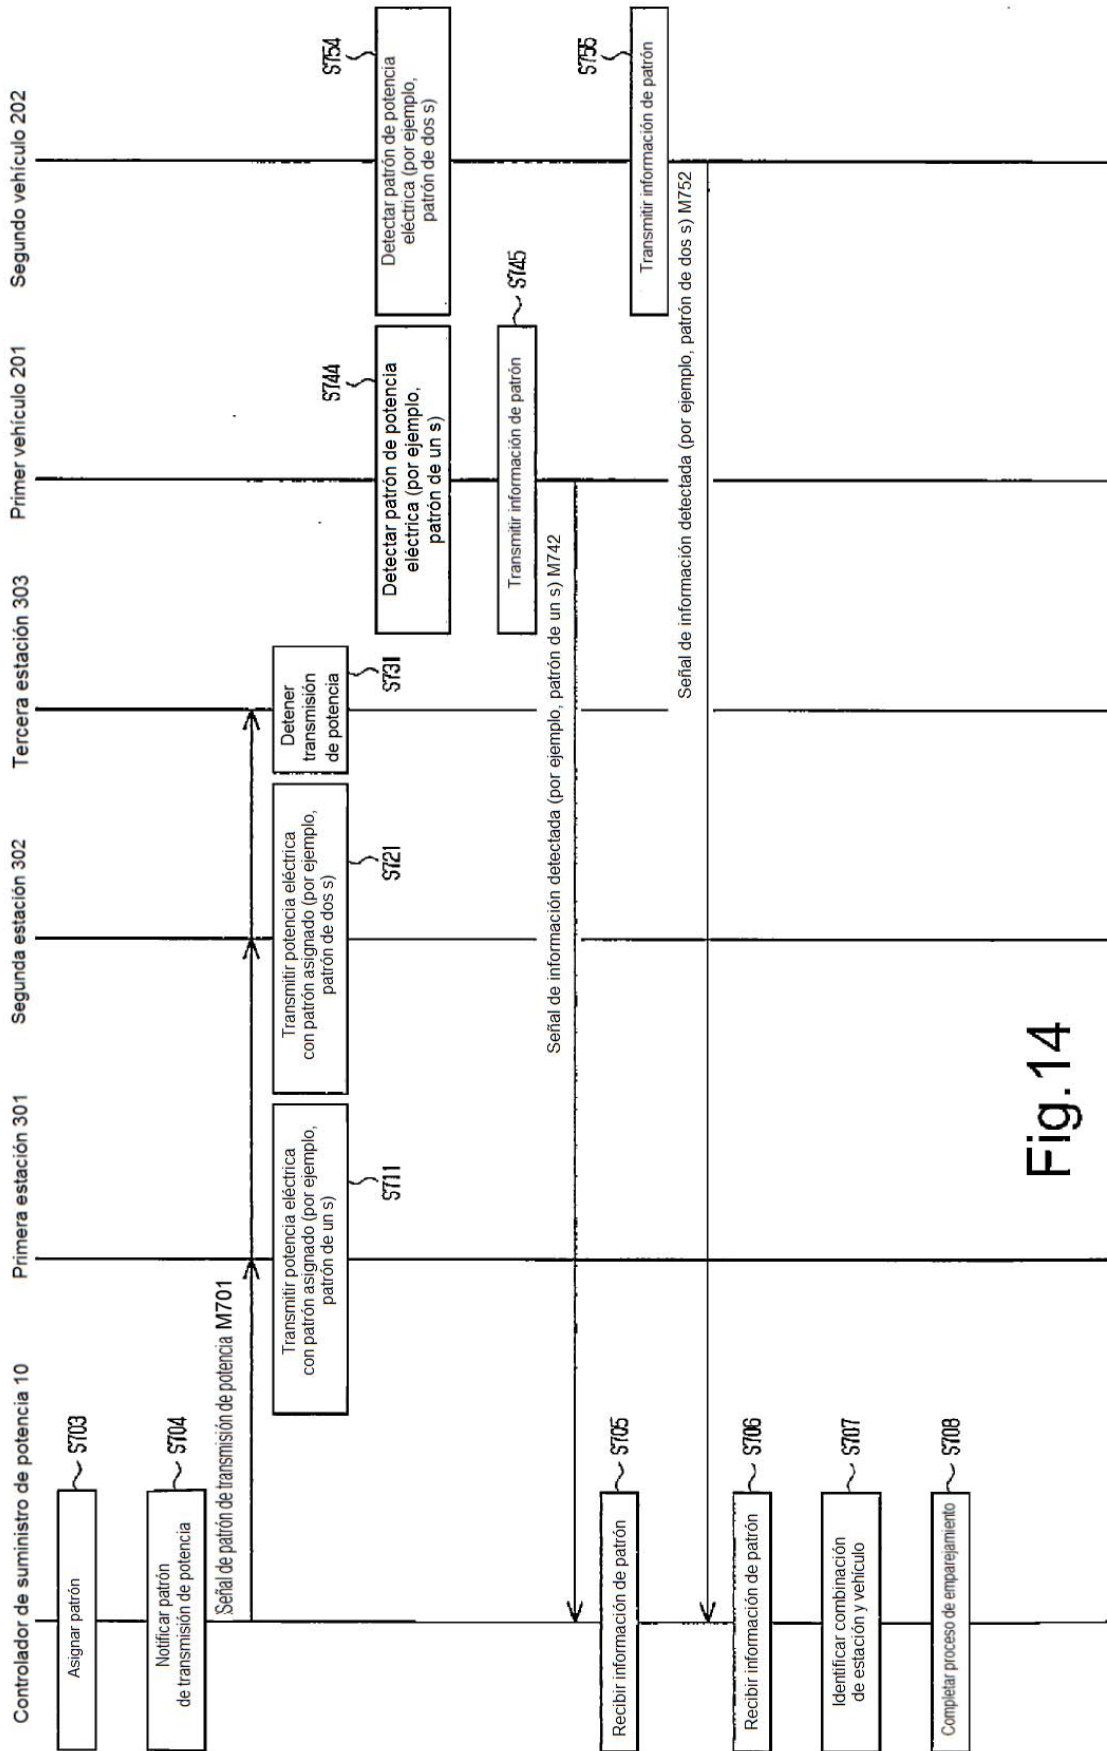 Controlador de suministro de potencia 10
Primera estación 301
Segunda estación 302
Tercera estación 303
Primer vehículo 201
Segundo vehículo 202
Asignar patrón
S703
Notificar patrón
de transmisión de potencia
S704
Señal de patrón de transmisión de potencia M701
Transmitir potencia eléctrica
con patrón asignado (por ejemplo,
patrón de un s)
S711
Transmitir potencia eléctrica
con patrón asignado (por ejemplo,
patrón de dos s)
S721
Detener
transmisión
de potencia
S731
Detectar patrón de potencia
eléctrica (por ejemplo,
patrón de un s)
S744
Detectar patrón de potencia
eléctrica (por ejemplo,
patrón de dos s)
S754
Transmitir información de patrón
S745
Señal de información detectada (por ejemplo, patrón de un s) M742
Recibir información de patrón
S705
Transmitir información de patrón
S755
Señal de información detectada (por ejemplo, patrón de dos s) M752
Recibir información de patrón
S706
Identificar combinación
de estación y vehículo
S707
Completar proceso de emparejamiento
S708
Fig.14